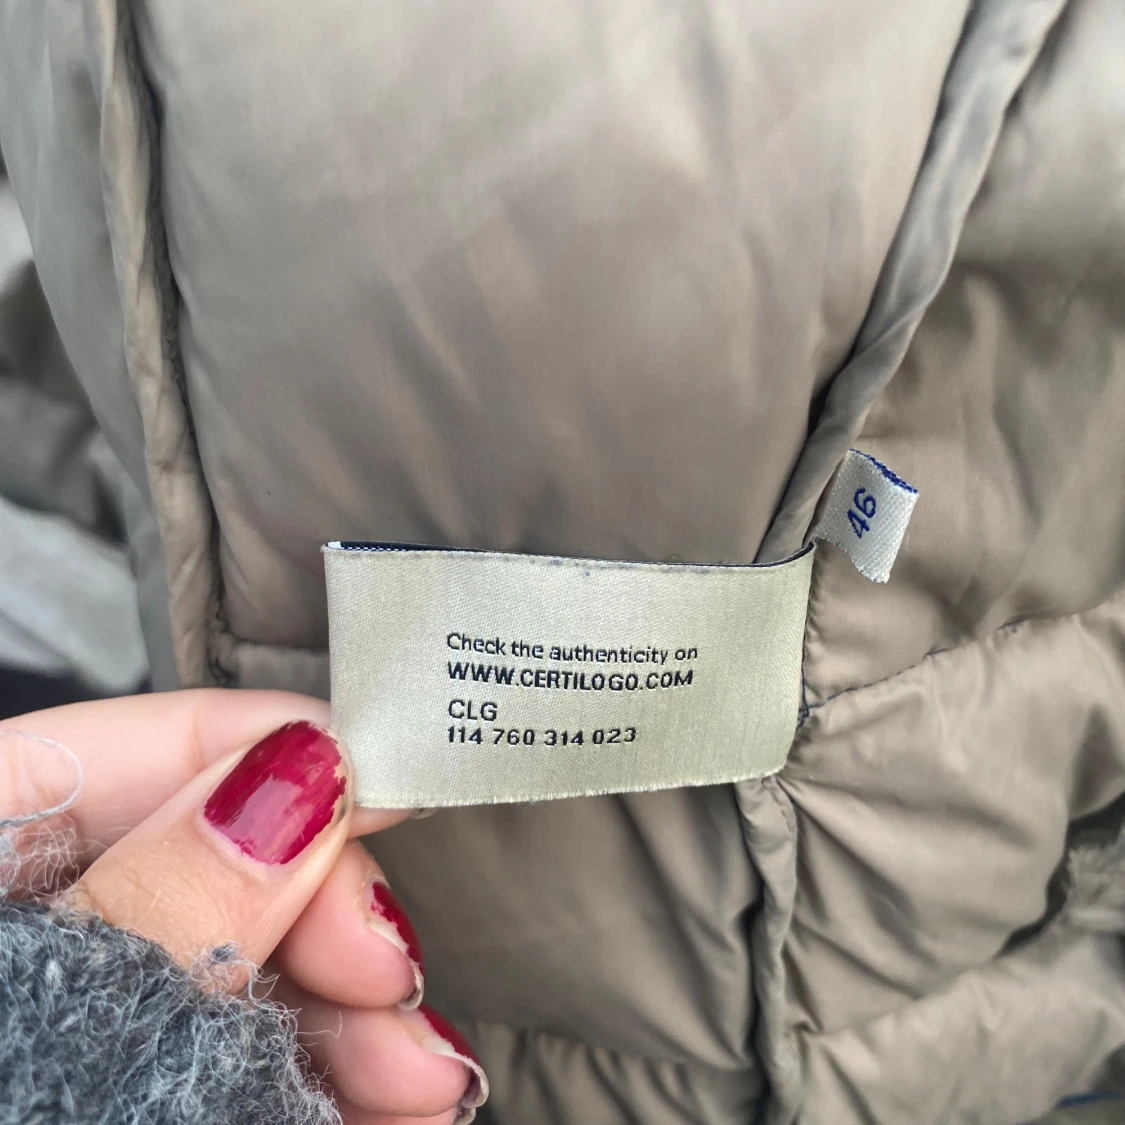 Check the authenticity on
WWW.CERTILOGO.COM
CLG
114 760 314 023
46